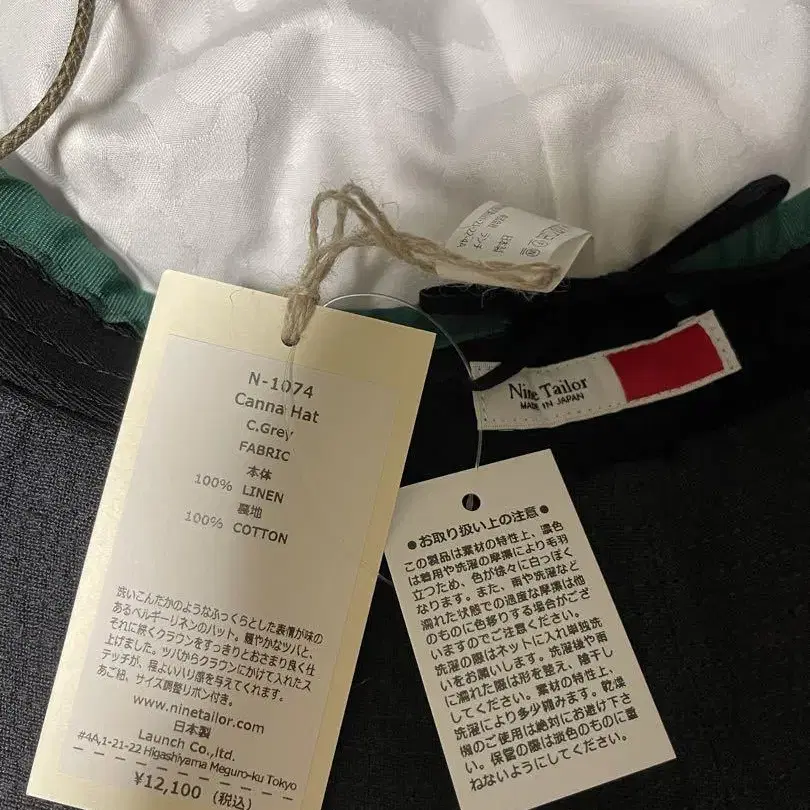 N-1074
Canna Hat
C.Grey
FABRIC
本体
100% LINEN
裏地
100% COTTON
洗いこんだかのようなふっくらとした表情が味の
あるベルギーリネンのハット。緩やかなツバと、
それに続くクラウンをすっきりとおさまり良く仕
上げました。ツバからクラウンにかけて入れたス
テッチが、程よいハリ感を与えてくれます。
あご紐、サイズ調整リボン付き。
www.ninetailor.com
日本製
Launch Co.,ltd.
#4A,1-21-22 Higashiyama Meguro-ku Tokyo
¥12,100 (税込)
Nine Tailor
MADE IN JAPAN
●お取り扱い上の注意●
この製品は素材の特性上、濃色
は着用や洗濯の摩擦により毛羽
立つため、色が徐々に白っぽく
なります。また、雨や洗濯など
濡れた状態での過度な摩擦は他
のものに色移りする場合がござ
いますのでご注意ください。
洗濯の際はネットに入れ単独洗
いをお願いします。洗濯後や雨
に濡れた際は形を整え、陰干し
してください。素材の特性上、
洗濯により多少縮みます。乾燥
機のご使用は絶対にお避け下さ
い。保管の際は淡色のものに重
ねないようにしてください。
日本製